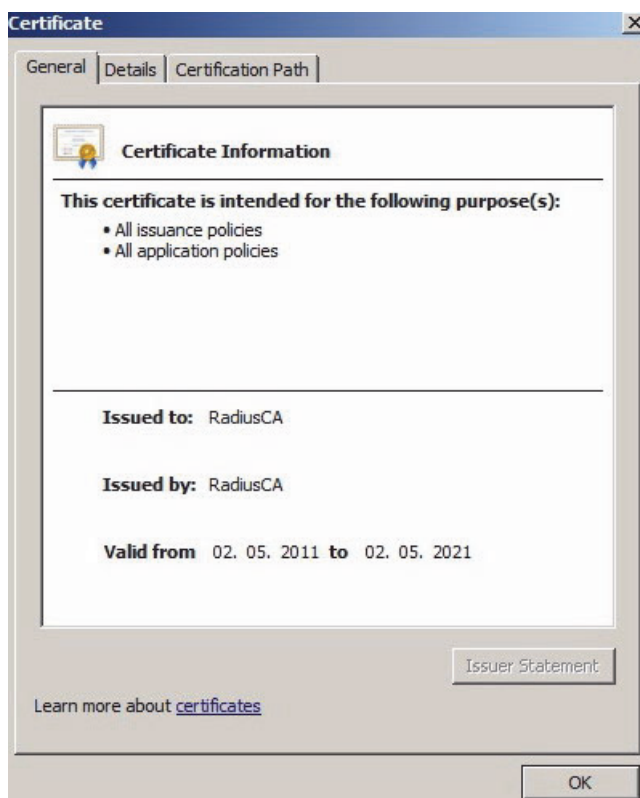 Certificate
General Details Certification Path
Certificate Information
This certificate is intended for the following purpose(s):
• All issuance policies
• All application policies
Issued to: RadiusCA
Issued by: RadiusCA
Valid from 02. 05. 2011 to 02. 05. 2021
Issuer Statement
Learn more about certificates
OK